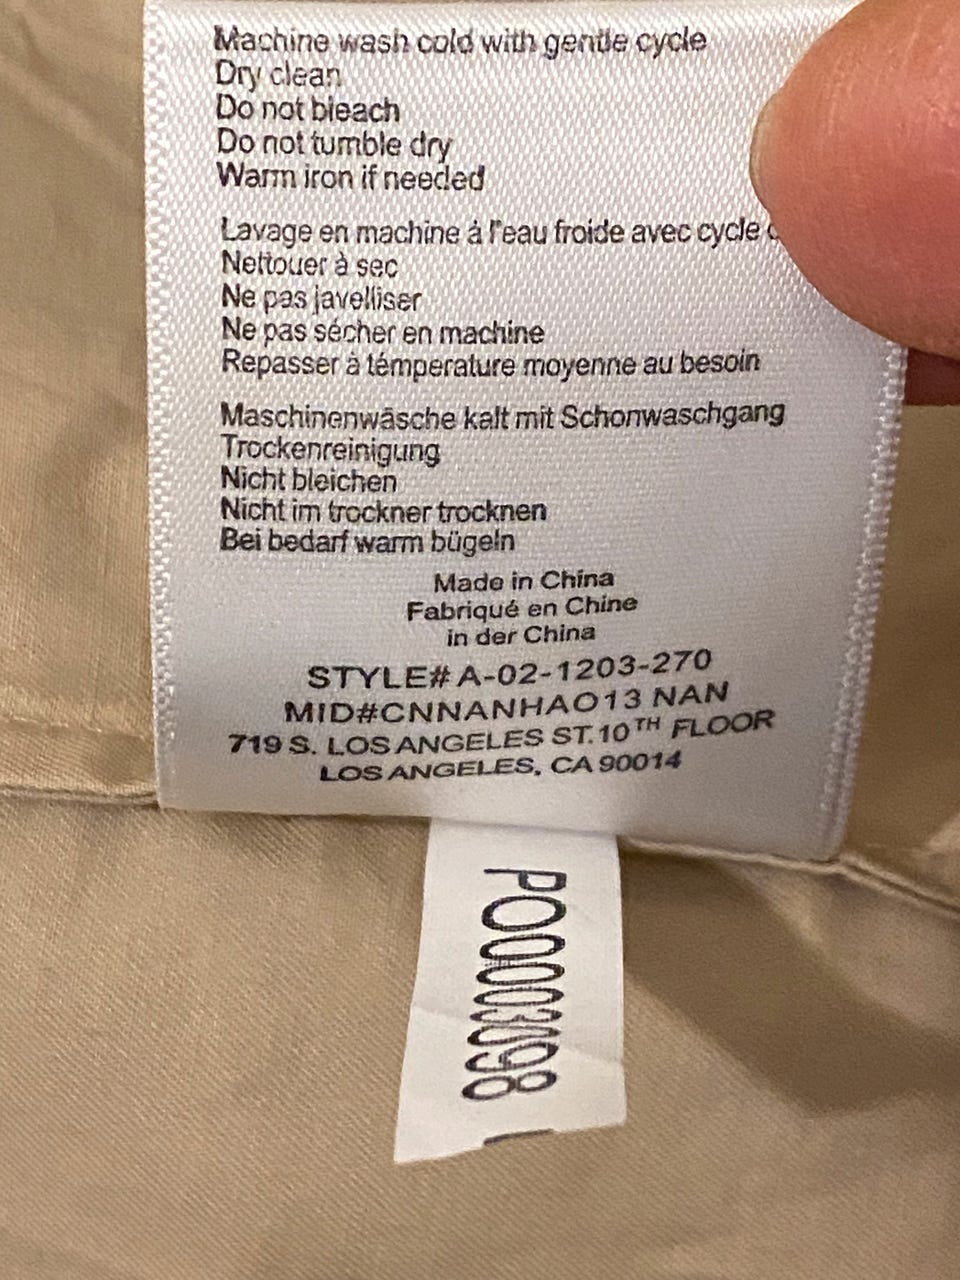 Machine wash cold with gentle cycle
Dry clean
Do not bleach
Do not tumble dry
Warm iron if needed
Lavage en machine à l'eau froide avec cycle
Nettouer à sec
Ne pas javelliser
Ne pas sécher en machine
Repasser à témperature moyenne au besoin
Maschinenwäsche kalt mit Schonwaschgang
Trockenreinigung
Nicht bleichen
Nicht im trockner trocknen
Bei bedarf warm bügeln
Made in China
Fabriqué en Chine
in der China
STYLE# A-02-1203-270
MID#CNNANHAO13 NAN
719 S. LOS ANGELES ST. 10TH FLOOR
LOS ANGELES, CA 90014
PO0003098